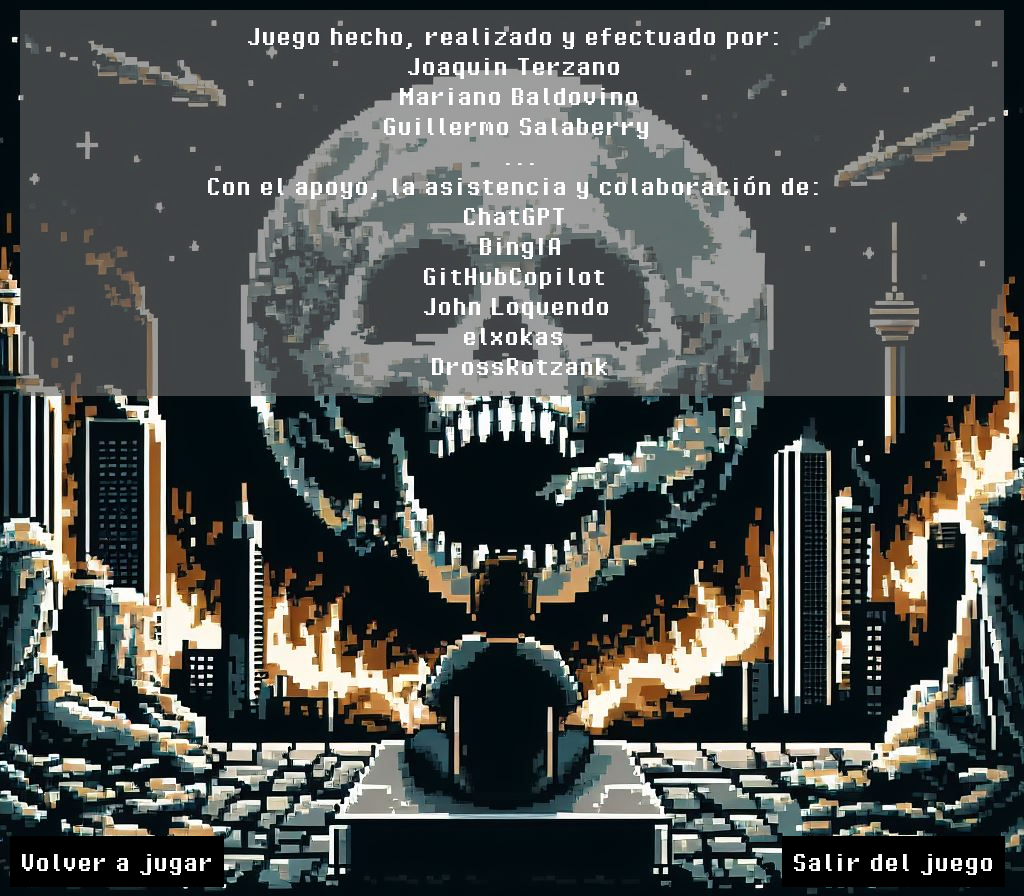 Juego hecho, realizado y efectuado por:
Joaquin Terzano
Mariano Baldovino
Guillermo Salaberry
...
Con el apoyo, la asistencia y colaboración de:
ChatGPT
BingIA
GitHubCopilot
John Loquendo
elxokas
DrossRotzank
Volver a jugar
Salir del juego